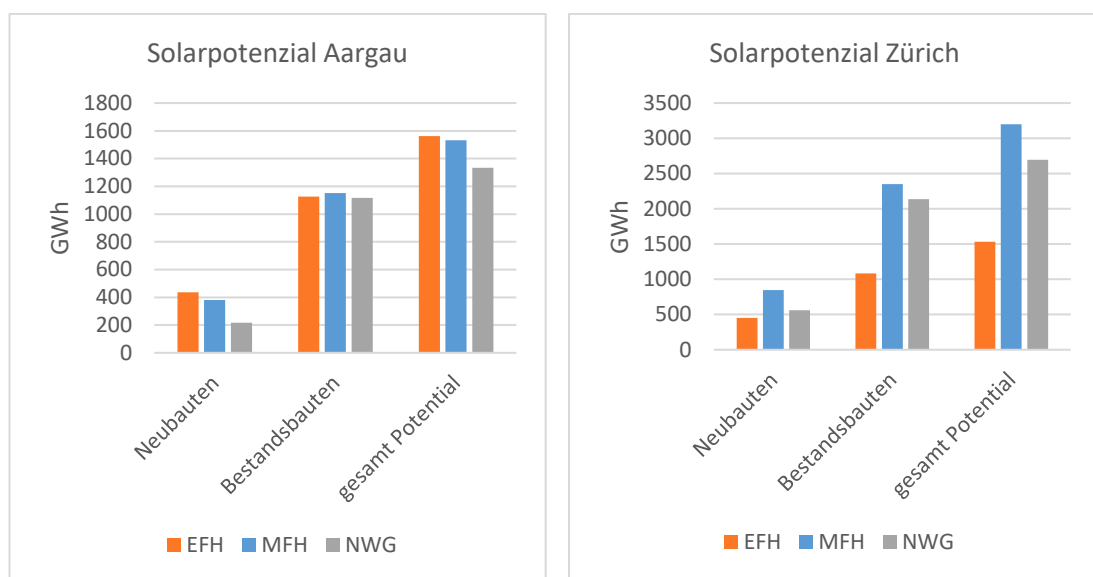 Solarpotenzial Aargau
GWh
1800
1600
1400
1200
1000
800
600
400
200
0
Neubauten
Bestandsbauten
gesamt Potential
EFH MFH NWG
Solarpotenzial Zürich
GWh
3500
3000
2500
2000
1500
1000
500
0
Neubauten
Bestandsbauten
gesamt Potential
EFH MFH NWG